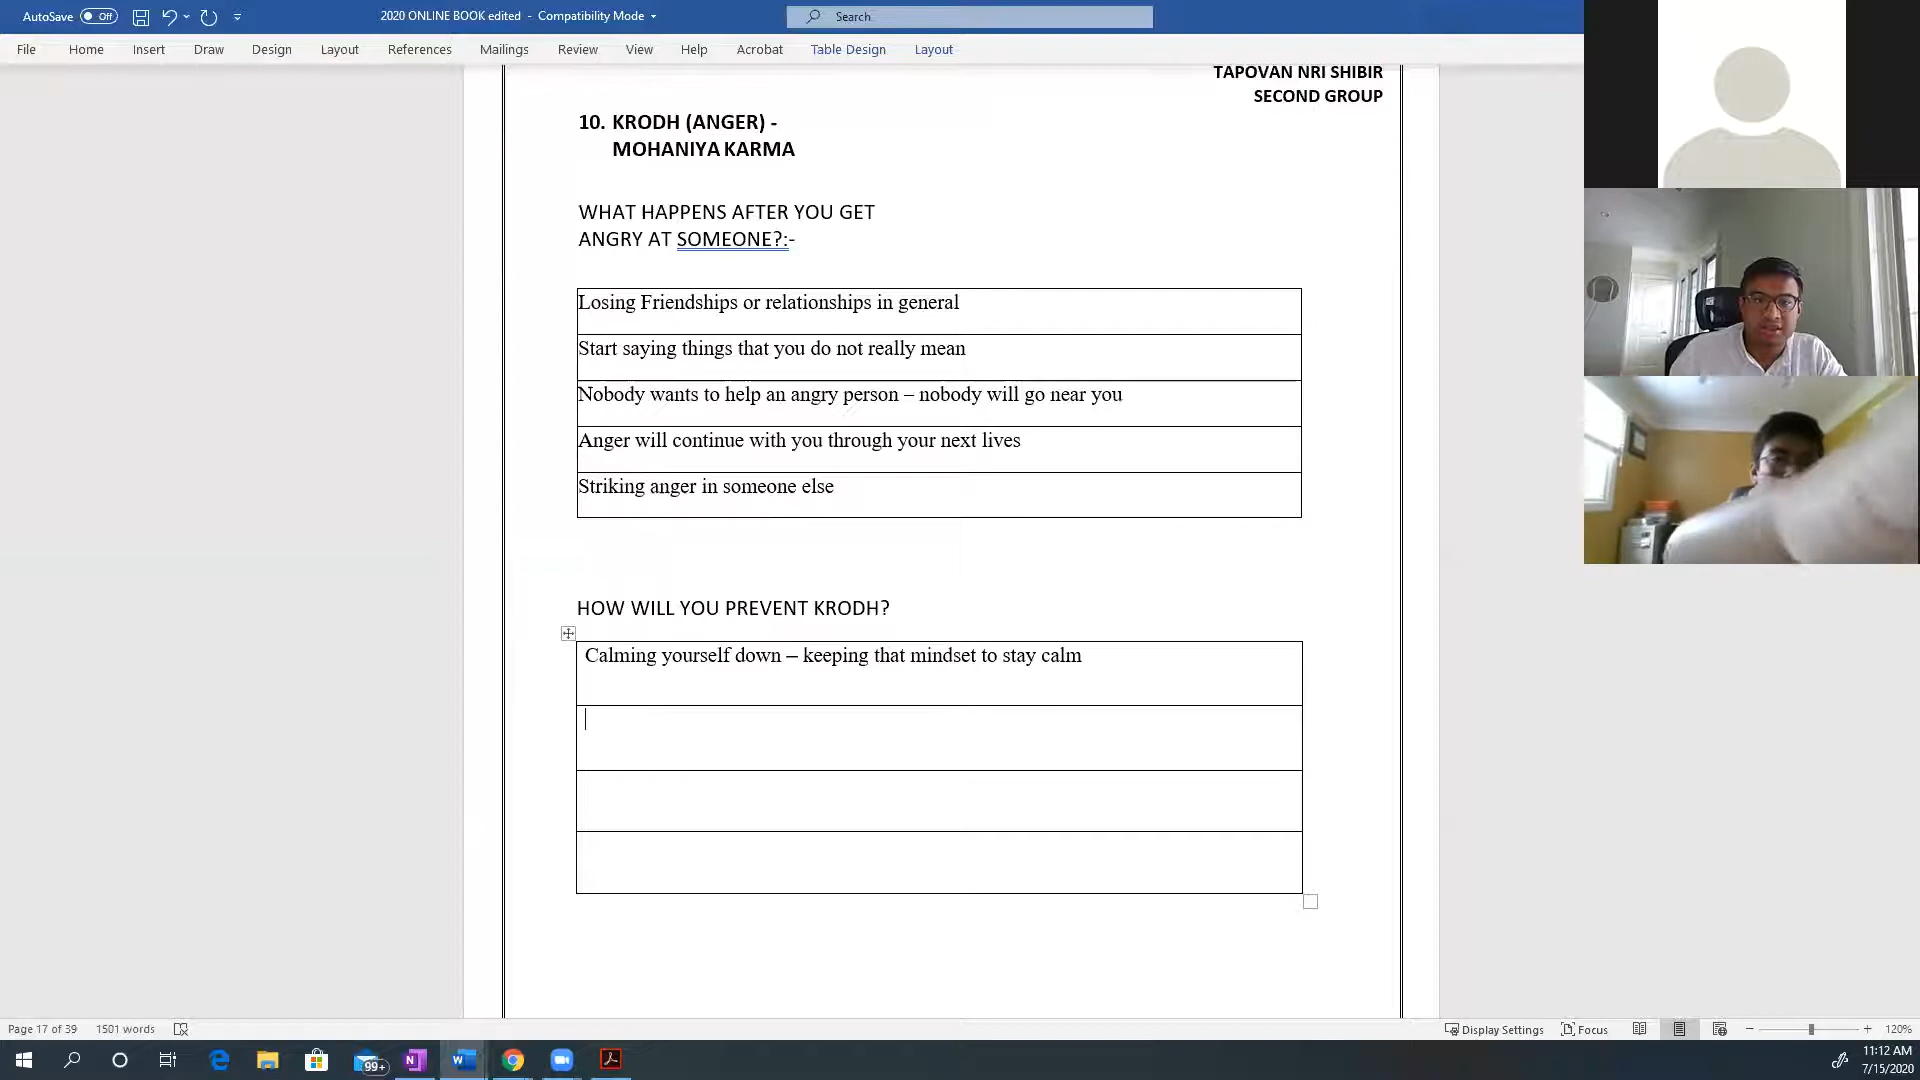 AutoSave Off 2020 ONLINE BOOK edited - Compatibility Mode Search
File Home Insert Draw Design Layout References Mailings Review View Help Acrobat Table Design Layout
TAPOVAN NRI SHIBIR
SECOND GROUP
10. KRODH (ANGER) -
MOHANIYA KARMA
WHAT HAPPENS AFTER YOU GET
ANGRY AT SOMEONE?:-
Losing Friendships or relationships in general
Start saying things that you do not really mean
Nobody wants to help an angry person – nobody will go near you
Anger will continue with you through your next lives
Striking anger in someone else
HOW WILL YOU PREVENT KRODH?
Calming yourself down – keeping that mindset to stay calm
Page 17 of 39 1501 words Display Settings Focus 120%
99+
11:12 AM
7/15/2020